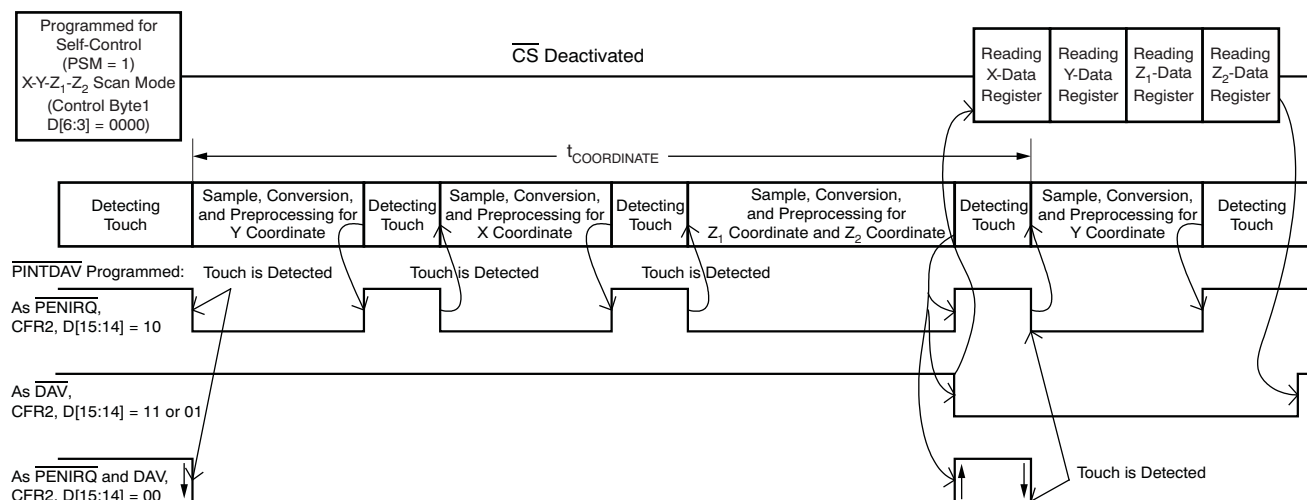 Programmed for
Self-Control
(PSM = 1)
X-Y-Z1-Z2 Scan Mode
(Control Byte1
D[6:3] = 0000)
CS Deactivated
Reading
X-Data
Register
Reading
Y-Data
Register
Reading
Z1-Data
Register
Reading
Z2-Data
Register
tCOORDINATE
Detecting
Touch
Sample, Conversion,
and Preprocessing for
Y Coordinate
Detecting
Touch
Sample, Conversion,
and Preprocessing for
X Coordinate
Detecting
Touch
Sample, Conversion,
and Preprocessing for
Z1 Coordinate and Z2 Coordinate
Detecting
Touch
Sample, Conversion,
and Preprocessing for
Y Coordinate
Detecting
Touch
PINTDAV Programmed:
Touch is Detected
Touch is Detected
Touch is Detected
As PENIRQ,
CFR2, D[15:14] = 10
As DAV,
CFR2, D[15:14] = 11 or 01
As PENIRQ and DAV,
CFR2, D[15:14] = 00
Touch is Detected